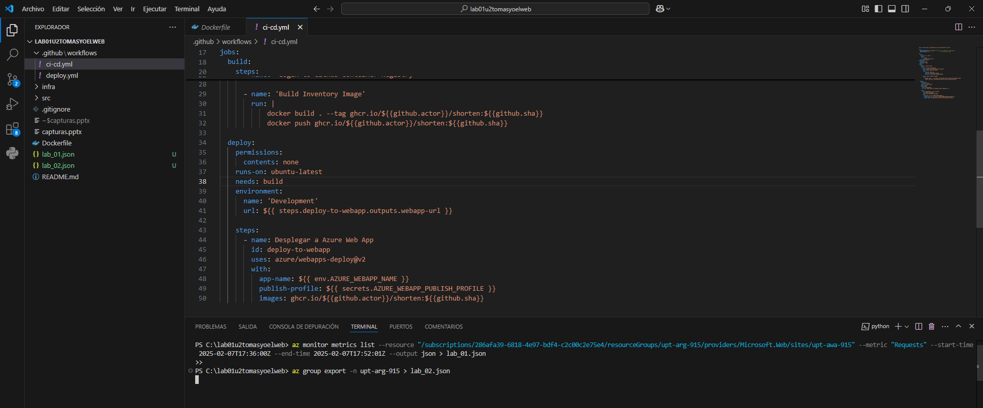 Archivo Editar Selección Ver Ir Ejecutar Terminal Ayuda
lab01u2tomasyoelweb
EXPLORADOR
LAB01U2TOMASYOELWEB
.github \ workflows
ci-cd.yml
deploy.yml
infra
src
.gitignore
~$capturas.pptx
capturas.pptx
Dockerfile
lab_01.json U
lab_02.json U
README.md
2
8
Dockerfile
ci-cd.yml
.github > workflows > ci-cd.yml
17 jobs:
18 build:
20 steps:
28
29 - name: 'Build Inventory Image'
30 run: |
31 docker build . --tag ghcr.io/${{github.actor}}/shorten:${{github.sha}}
32 docker push ghcr.io/${{github.actor}}/shorten:${{github.sha}}
33
34 deploy:
35 permissions:
36 contents: none
37 runs-on: ubuntu-latest
38 needs: build
39 environment:
40 name: 'Development'
41 url: ${{ steps.deploy-to-webapp.outputs.webapp-url }}
42
43 steps:
44 - name: Desplegar a Azure Web App
45 id: deploy-to-webapp
46 uses: azure/webapps-deploy@v2
47 with:
48 app-name: ${{ env.AZURE_WEBAPP_NAME }}
49 publish-profile: ${{ secrets.AZURE_WEBAPP_PUBLISH_PROFILE }}
50 images: ghcr.io/${{github.actor}}/shorten:${{github.sha}}
PROBLEMAS SALIDA CONSOLA DE DEPURACIÓN TERMINAL PUERTOS COMENTARIOS
python
PS C:\lab01u2tomasyoelweb> az monitor metrics list --resource "/subscriptions/286afa39-6818-4e97-bdf4-c2c00c2e75e4/resourceGroups/upt-arg-915/providers/Microsoft.Web/sites/upt-awa-915" --metric "Requests" --start-time
2025-02-07T17:36:00Z --end-time 2025-02-07T17:52:01Z --output json > lab_01.json
>>
PS C:\lab01u2tomasyoelweb> az group export -n upt-arg-915 > lab_02.json